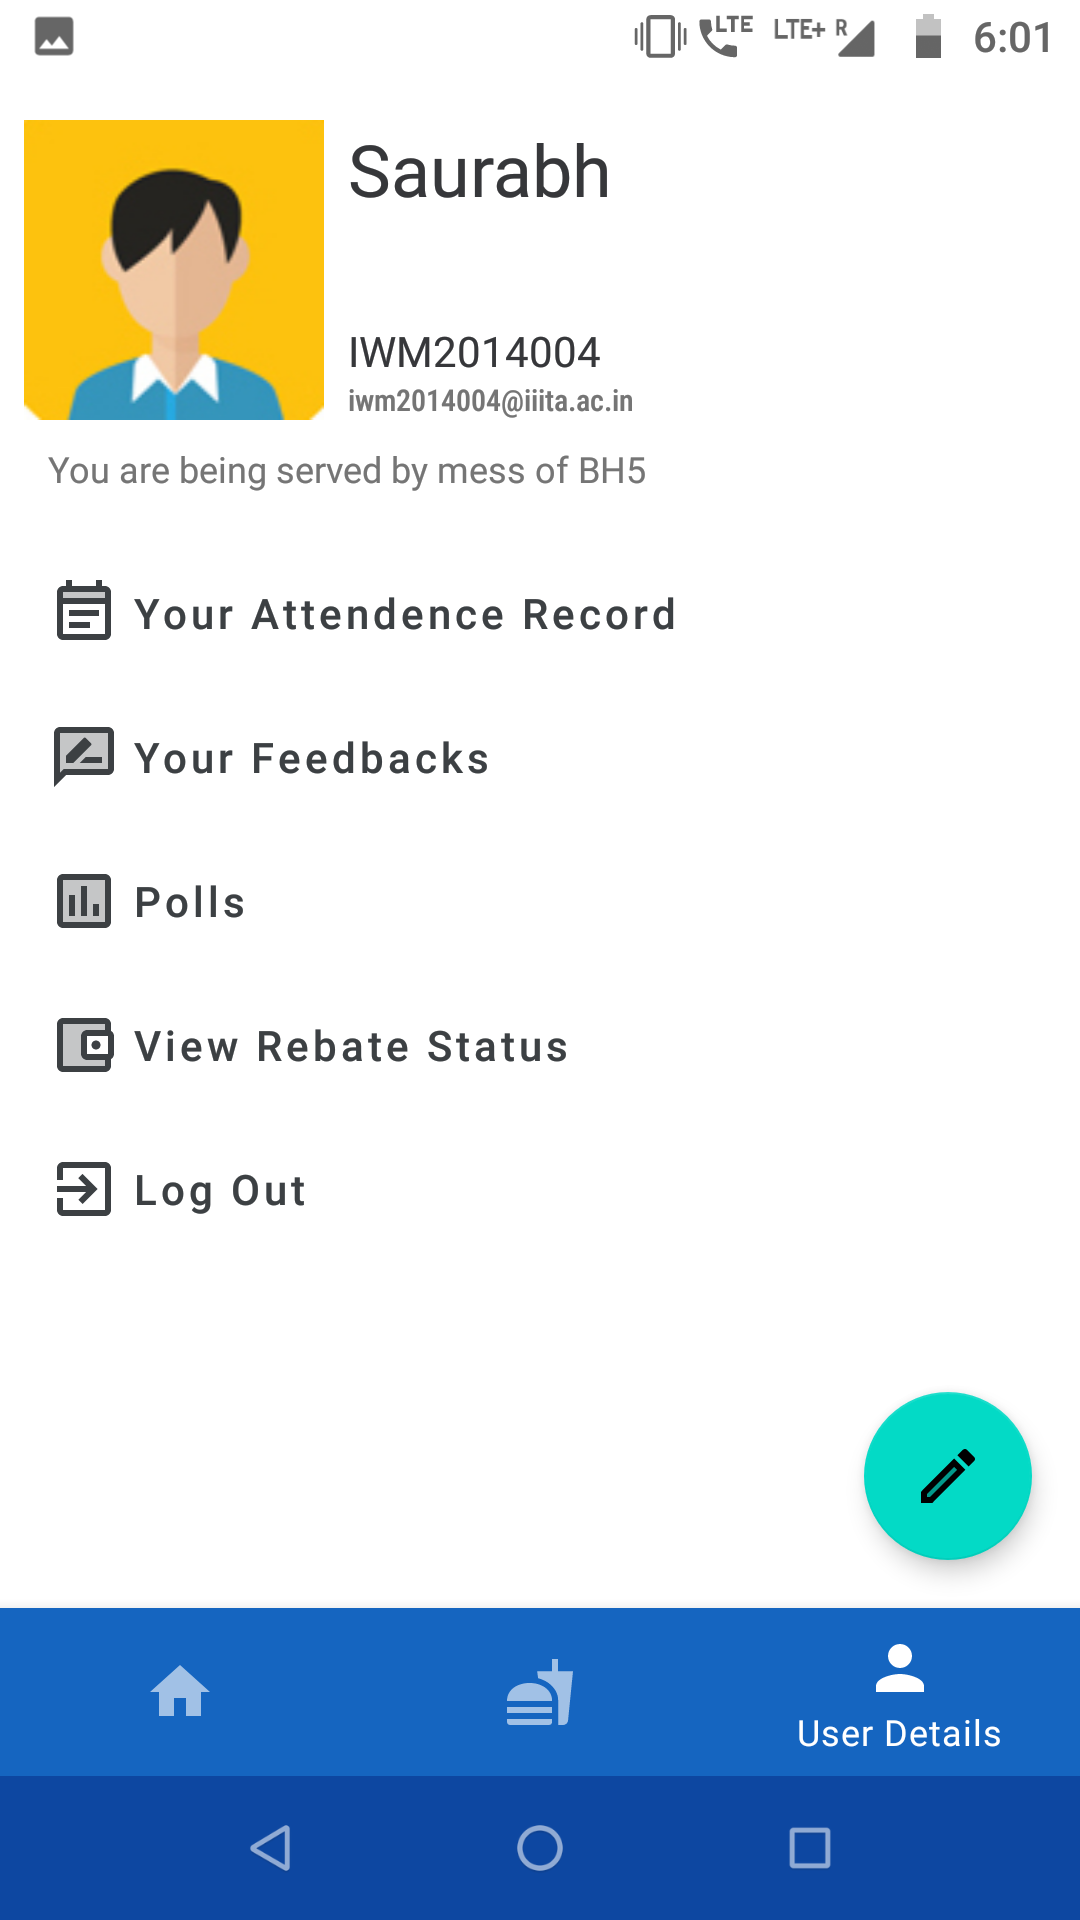 LTE LTE+ R 6:01
Saurabh
IWM2014004
iwm2014004@iiita.ac.in
You are being served by mess of BH5
Your Attendence Record
Your Feedbacks
Polls
View Rebate Status
Log Out
User Details